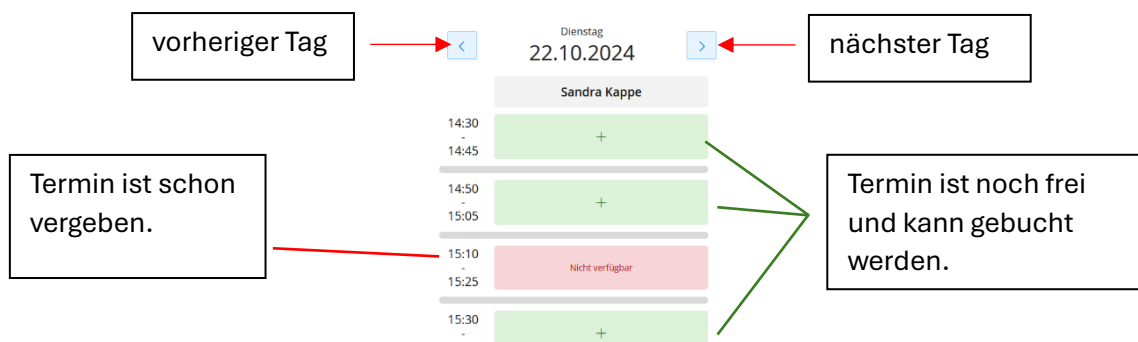 vorheriger Tag
<
Dienstag
22.10.2024
>
nächster Tag
Sandra Kappe
14:30
-
14:45
+
Termin ist schon
vergeben.
14:50
-
15:05
+
Termin ist noch frei
und kann gebucht
werden.
15:10
-
15:25
Nicht verfügbar
15:30
-
+